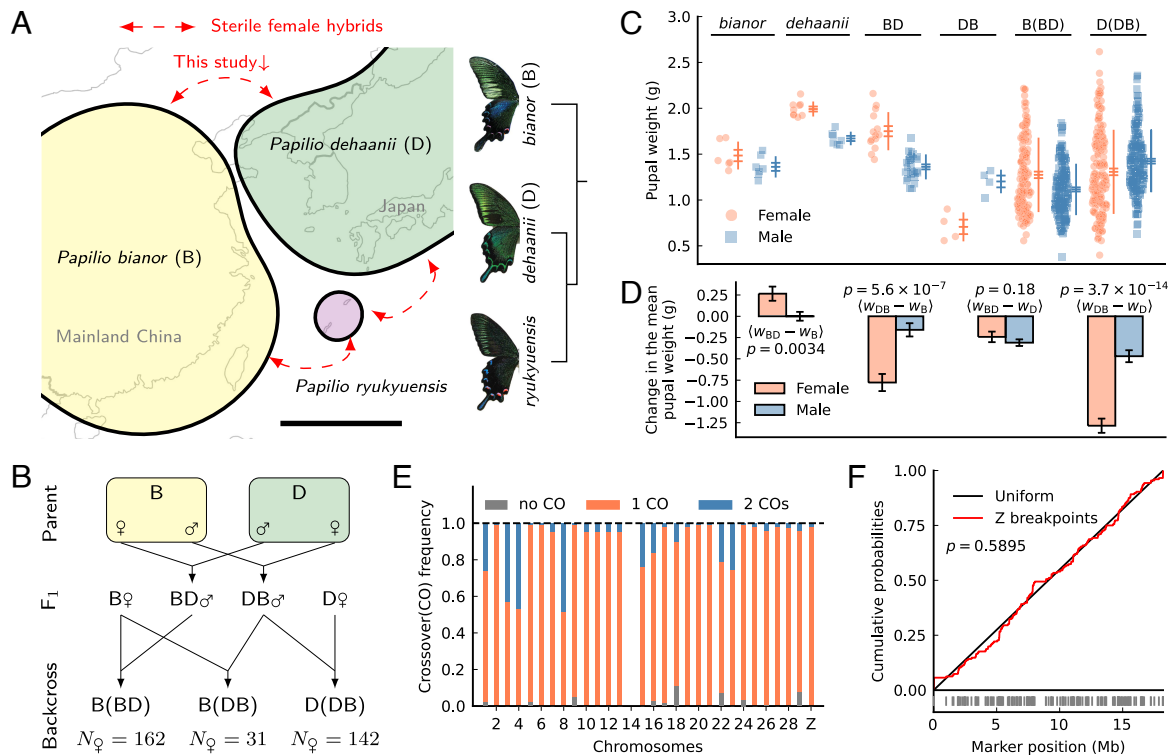 A
Sterile female hybrids
This study↓
Papilio dehaanii (D)
Japan
Papilio bianor (B)
Mainland China
Papilio ryukyuensis
bianor (B)
dehaanii (D)
ryukyuensis
B
Parent
B
D
♀ ♂ ♂ ♀
F1
B♀ BD♂ DB♂ D♀
Backcross
B(BD) B(DB) D(DB)
N♀ = 162 N♀ = 31 N♀ = 142
C
bianor dehaanii BD DB B(BD) D(DB)
Pupal weight (g)
3.0
2.5
2.0
1.5
1.0
0.5
Female
Male
D
Change in the mean
pupal weight (g)
0.25
0.00
−0.25
−0.50
−0.75
−1.00
−1.25
⟨wBD − wB⟩
p = 0.0034
p = 5.6 × 10−7
⟨wDB − wB⟩
p = 0.18
⟨wBD − wD⟩
p = 3.7 × 10−14
⟨wDB − wD⟩
Female
Male
E
no CO 1 CO 2 COs
Crossover(CO) frequency
1.0
0.8
0.6
0.4
0.2
0.0
2 4 6 8 10 12 14 16 18 20 22 24 26 28 Z
Chromosomes
F
Cumulative probabilities
1.00
0.75
0.50
0.25
0.00
Uniform
Z breakpoints
p = 0.5895
0 5 10 15
Marker position (Mb)